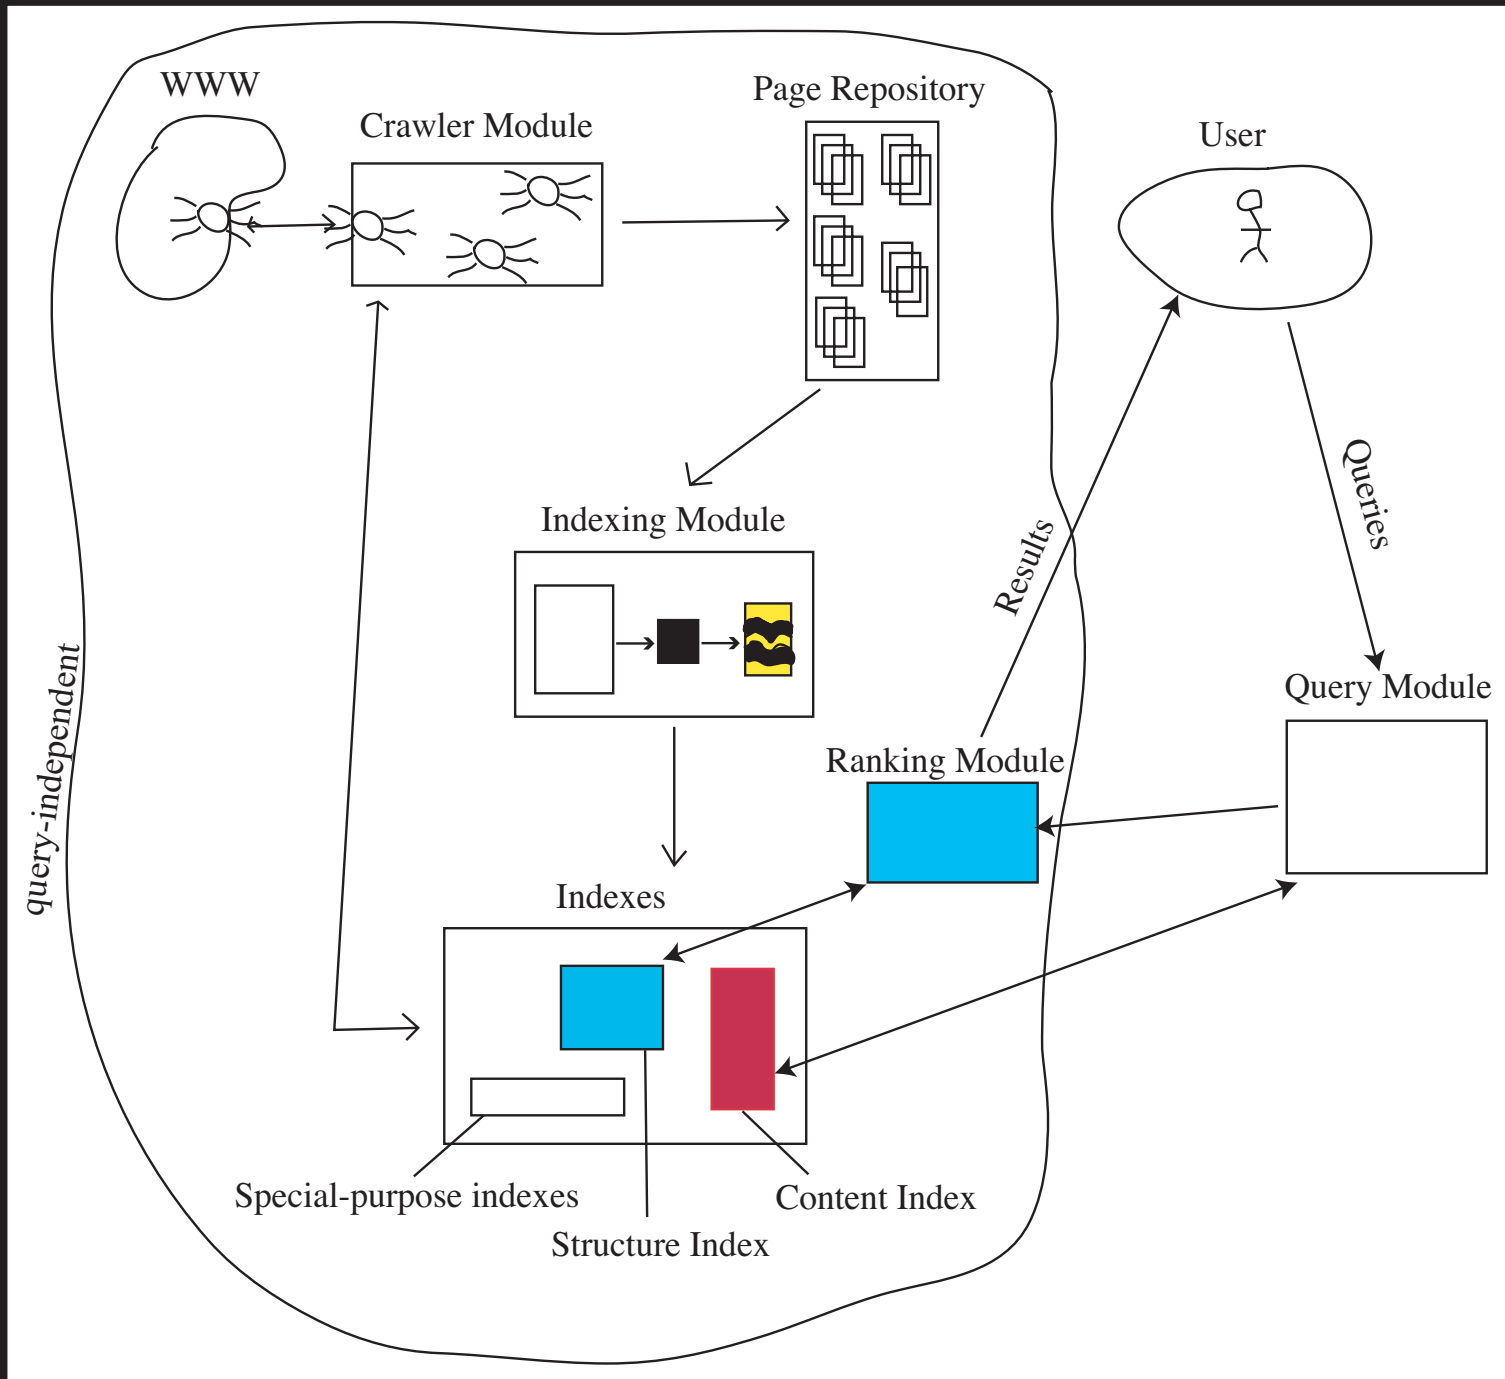 WWW
Crawler Module
Page Repository
User
Queries
Indexing Module
Results
query-independent
Query Module
Ranking Module
Indexes
Special-purpose indexes
Content Index
Structure Index